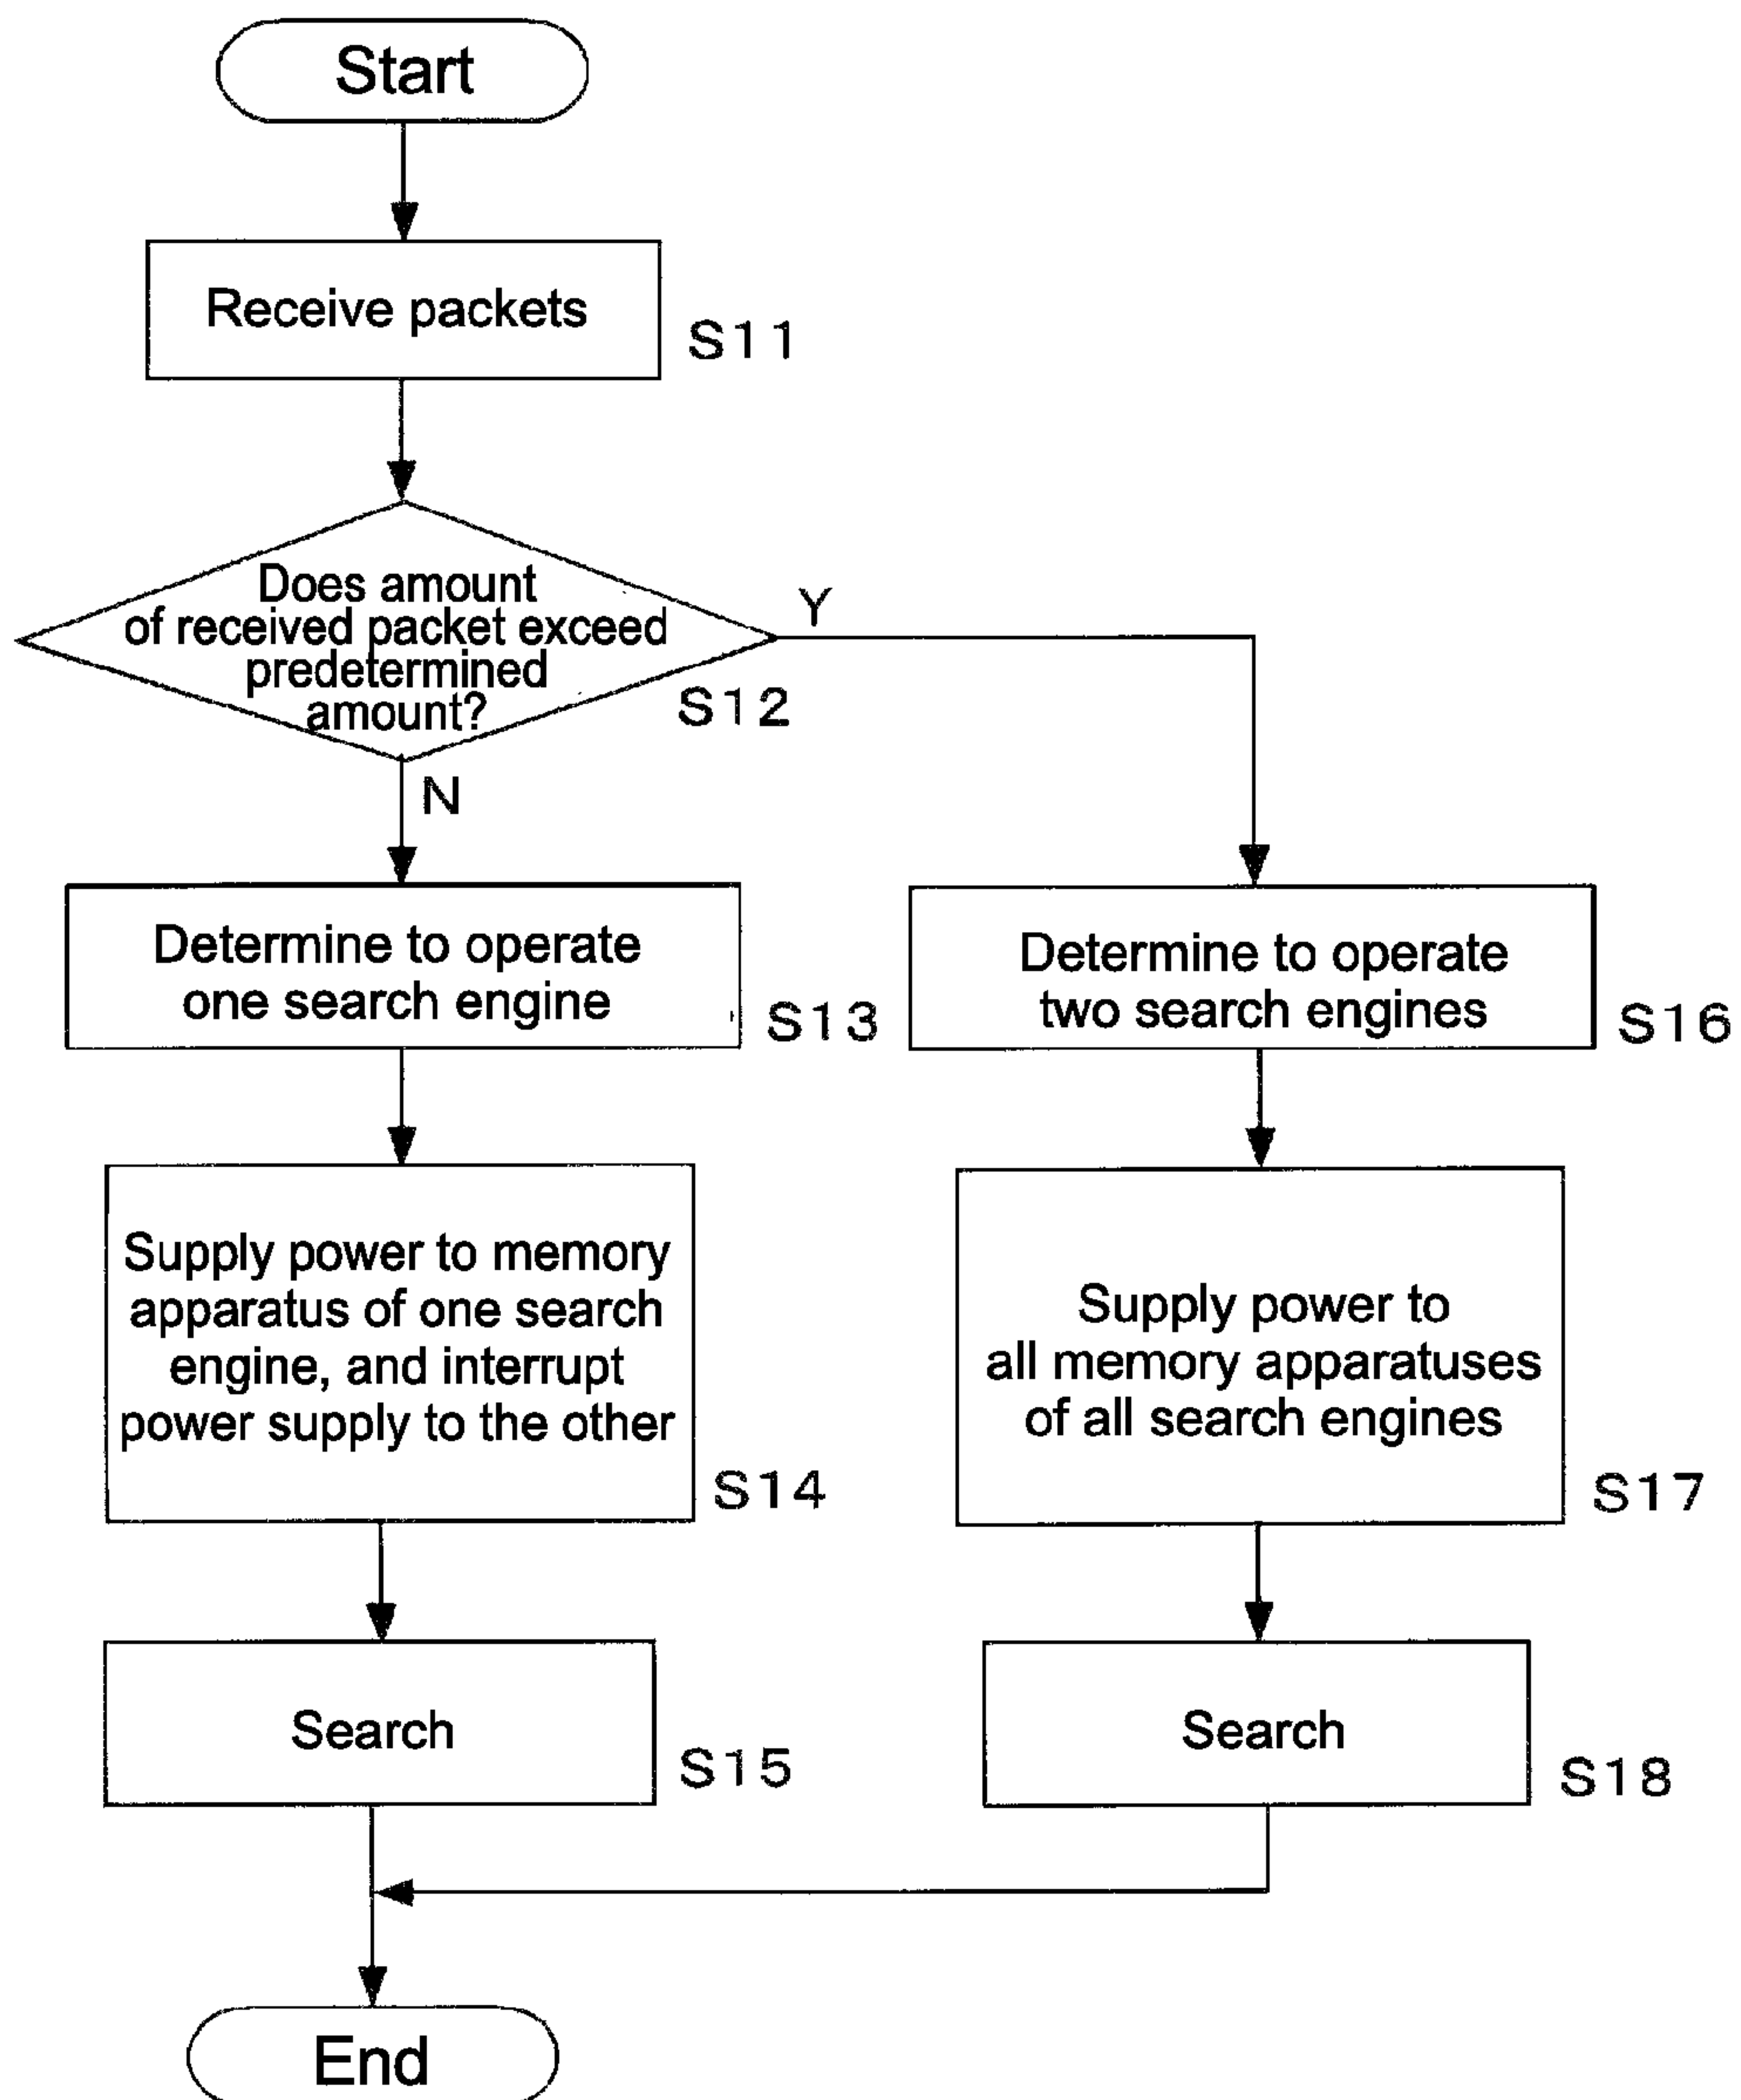 Start
Receive packets
S11
Does amount
of received packet exceed
predetermined
amount?
S12
Y
N
Determine to operate
one search engine
S13
Determine to operate
two search engines
S16
Supply power to memory
apparatus of one search
engine, and interrupt
power supply to the other
S14
Supply power to
all memory apparatuses
of all search engines
S17
Search
S15
Search
S18
End